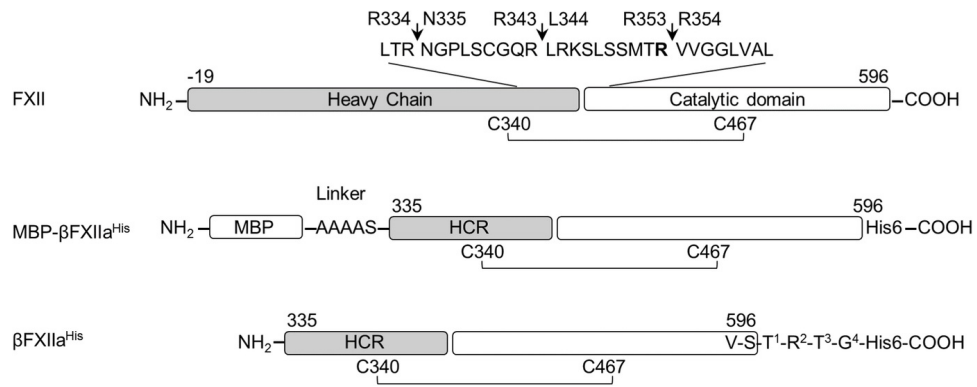 R334 N335 R343 L344 R353 R354
LTR NGPLSCGQR LRKSLSSMTR VVGGLVAL
-19 596
FXII NH2 Heavy Chain Catalytic domain COOH
C340 C467
Linker
335 596
MBP-βFXIIaHis NH2 MBP AAAAS HCR His6 COOH
C340 C467
335 596
βFXIIaHis NH2 HCR V-S-T1-R2-T3-G4-His6-COOH
C340 C467